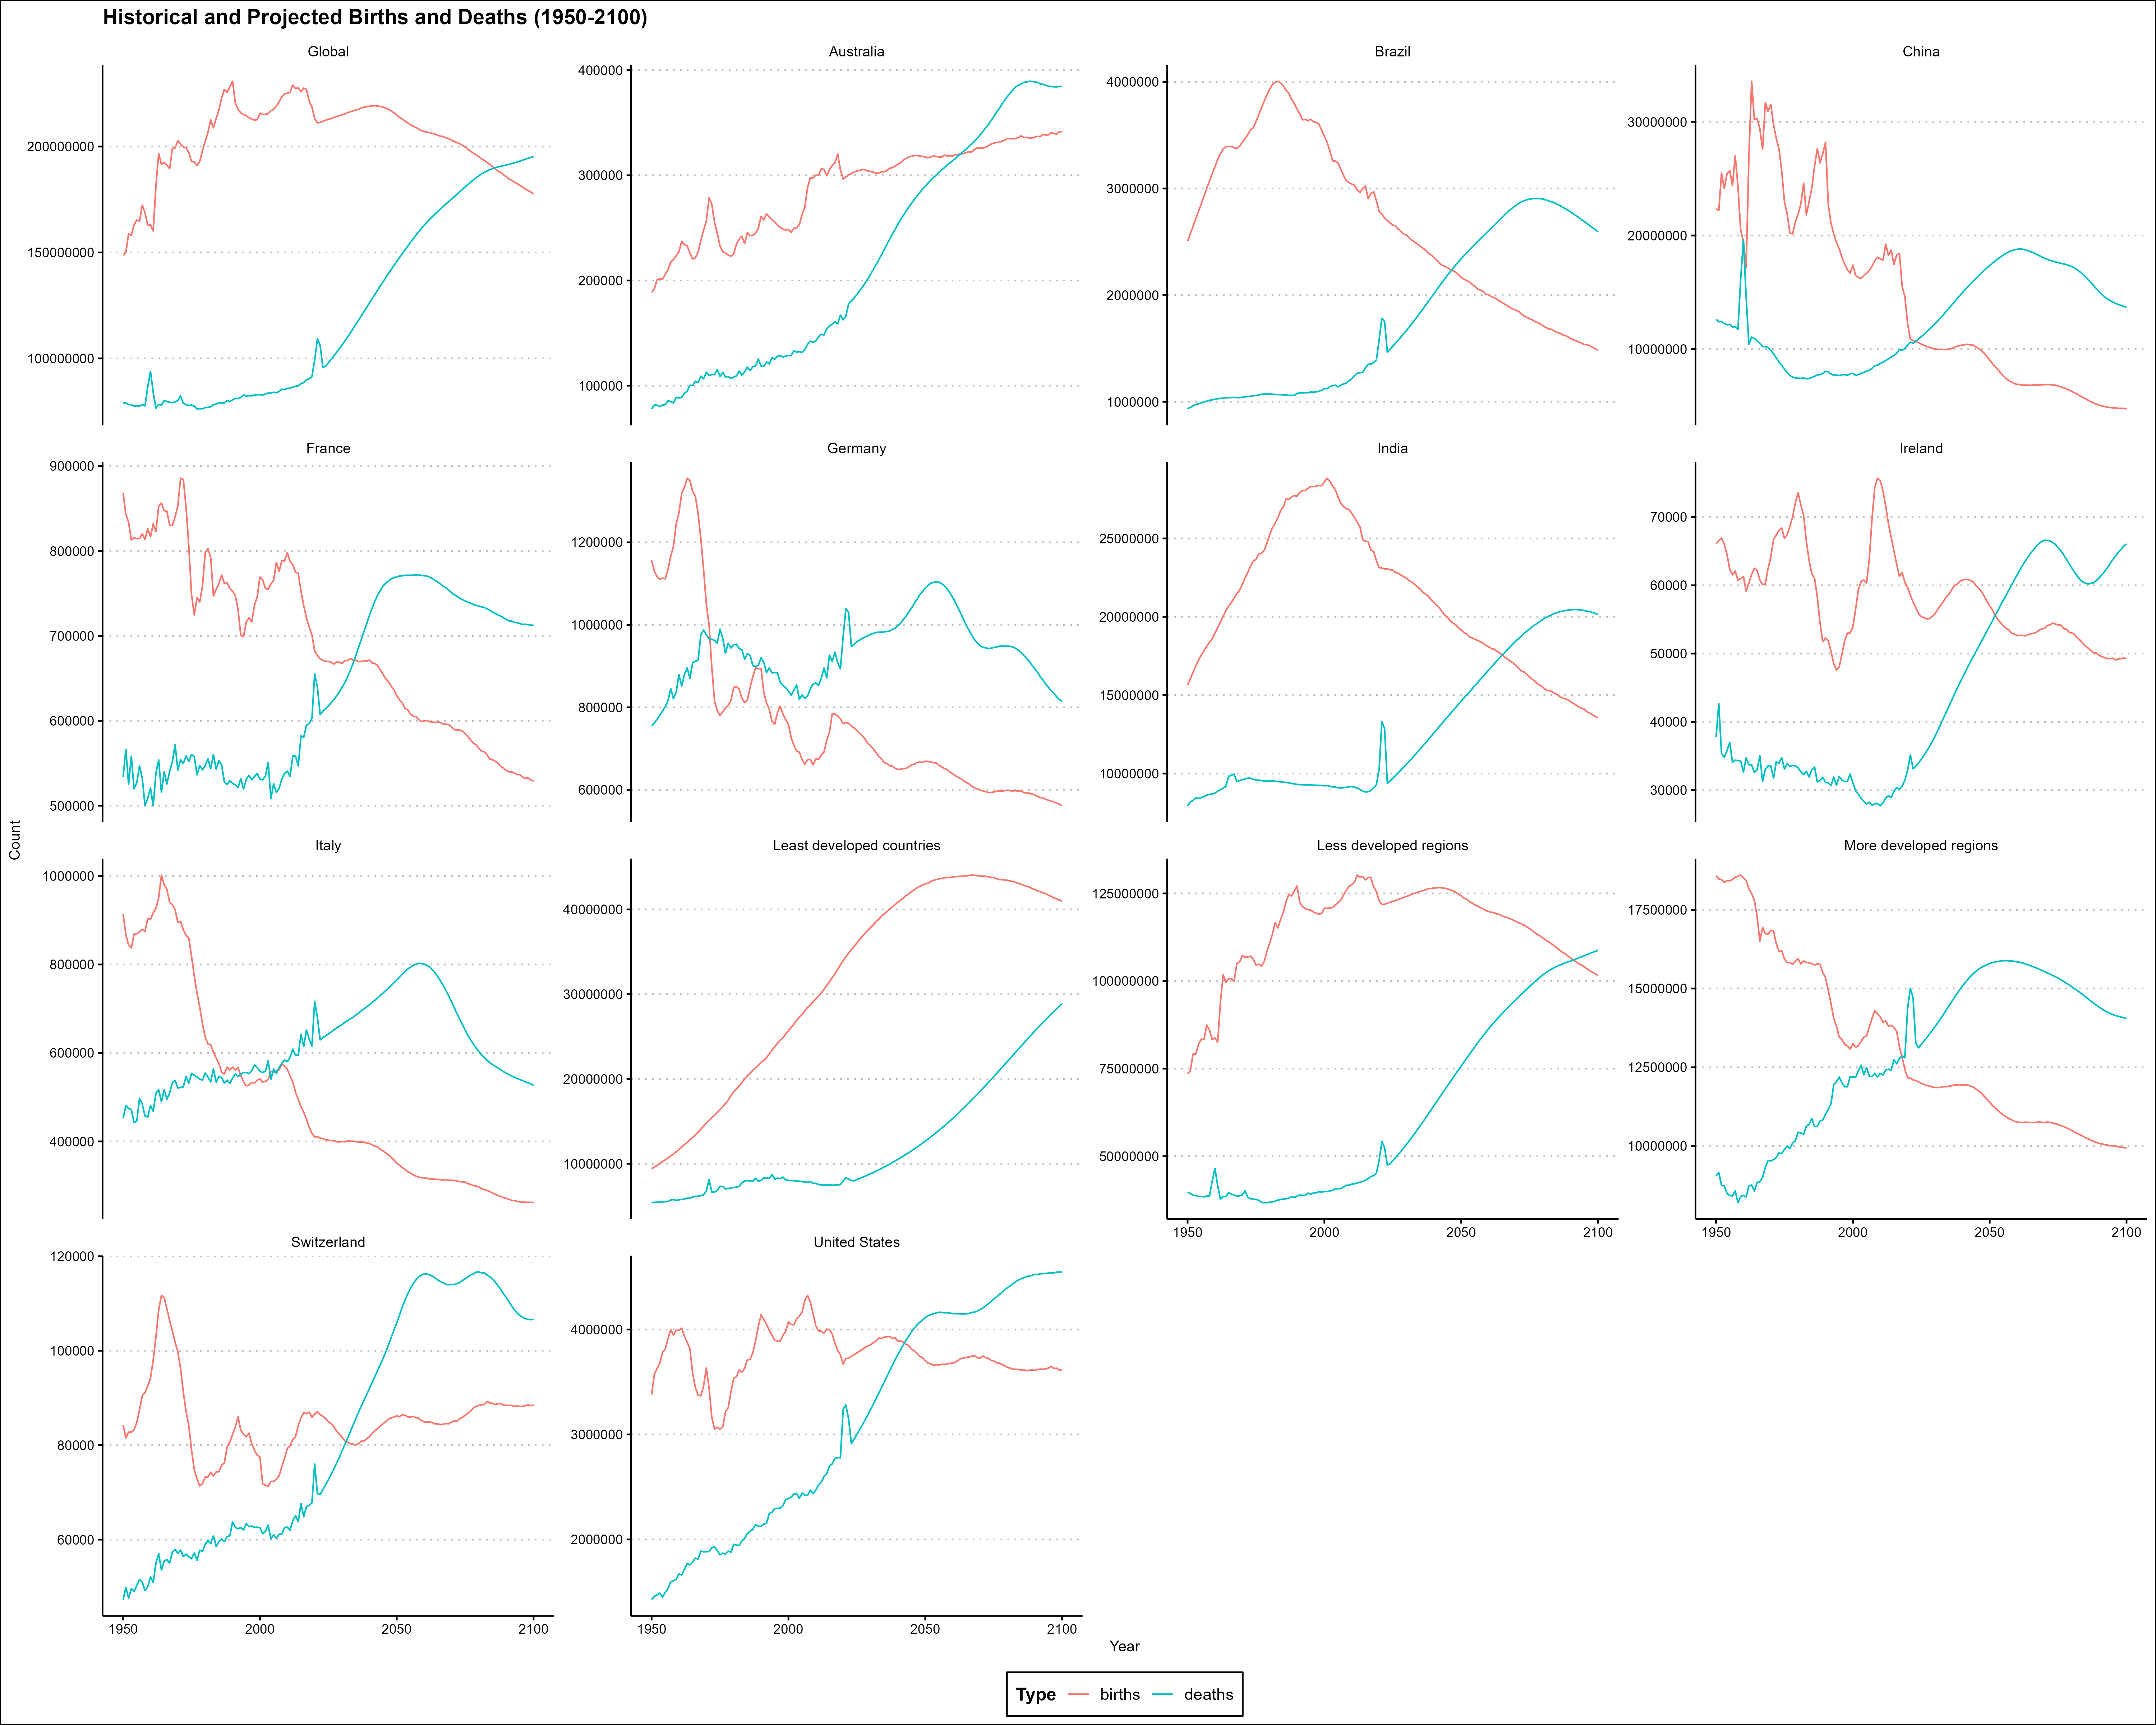 Historical and Projected Births and Deaths (1950-2100)
Global
Australia
Brazil
China
200000000
150000000
100000000
400000
300000
200000
100000
4000000
3000000
2000000
1000000
30000000
20000000
10000000
France
Germany
India
Ireland
900000
800000
700000
600000
500000
1200000
1000000
800000
600000
25000000
20000000
15000000
10000000
70000
60000
50000
40000
30000
Count
Italy
Least developed countries
Less developed regions
More developed regions
1000000
800000
600000
400000
40000000
30000000
20000000
10000000
125000000
100000000
75000000
50000000
1950 2000 2050 2100
17500000
15000000
12500000
10000000
1950 2000 2050 2100
Switzerland
United States
120000
100000
80000
60000
1950 2000 2050 2100
4000000
3000000
2000000
1950 2000 2050 2100
Year
Type births deaths